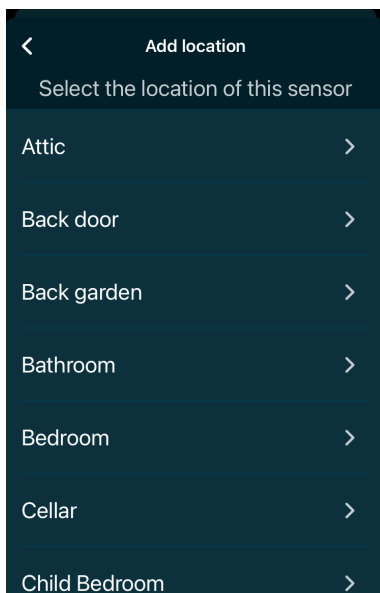 Add location
Select the location of this sensor
Attic
Back door
Back garden
Bathroom
Bedroom
Cellar
Child Bedroom